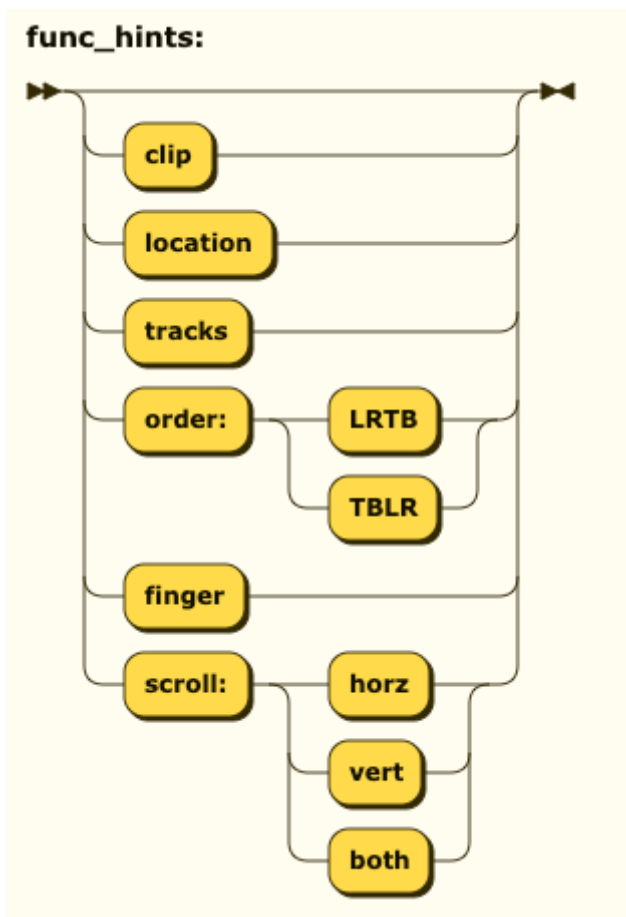 func_hints:
clip
location
tracks
order: LRTB
TBLR
finger
scroll: horz
vert
both